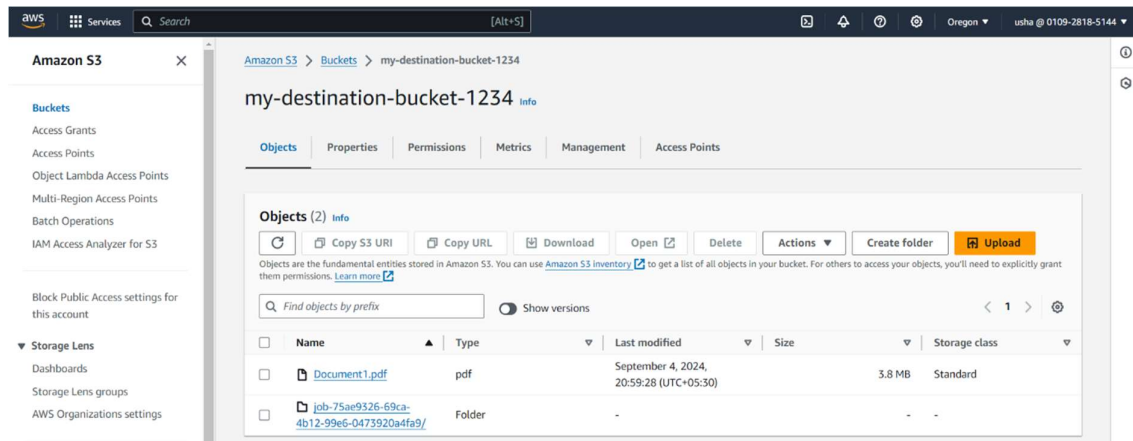 aws Services Search [Alt+S] Oregon ▼ usha @ 0109-2818-5144 ▼
Amazon S3
Buckets
Access Grants
Access Points
Object Lambda Access Points
Multi-Region Access Points
Batch Operations
IAM Access Analyzer for S3
Block Public Access settings for
this account
▼ Storage Lens
Dashboards
Storage Lens groups
AWS Organizations settings
Amazon S3 > Buckets > my-destination-bucket-1234
my-destination-bucket-1234 Info
Objects Properties Permissions Metrics Management Access Points
Objects (2) Info
Copy S3 URI Copy URL Download Open Delete Actions ▼ Create folder Upload
Objects are the fundamental entities stored in Amazon S3. You can use Amazon S3 inventory to get a list of all objects in your bucket. For others to access your objects, you'll need to explicitly grant
them permissions. Learn more
Find objects by prefix Show versions < 1 >
Name Type Last modified Size Storage class
Document1.pdf pdf September 4, 2024,
20:59:28 (UTC+05:30) 3.8 MB Standard
job-75ae9326-69ca-
4b12-99e6-0473920a4fa9/ Folder - - -